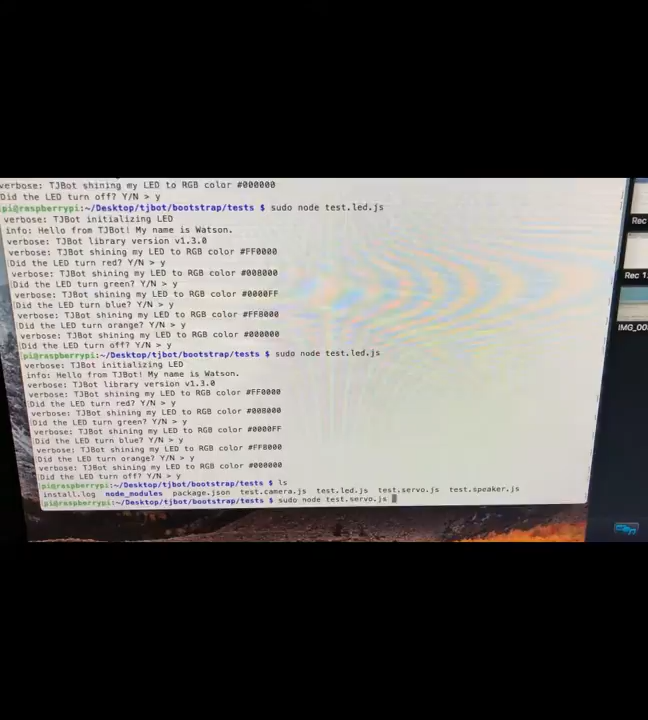 verbose: TJBot shining my LED to RGB color #000000
Did the LED turn off? Y/N > y
pi@raspberrypi:~/Desktop/tjbot/bootstrap/tests $ sudo node test.led.js
verbose: TJBot initializing LED
info: Hello from TJBot! My name is Watson.
verbose: TJBot library version v1.3.0
verbose: TJBot shining my LED to RGB color #FF0000
Did the LED turn red? Y/N > y
verbose: TJBot shining my LED to RGB color #008000
Did the LED turn green? Y/N > y
verbose: TJBot shining my LED to RGB color #0000FF
Did the LED turn blue? Y/N > y
verbose: TJBot shining my LED to RGB color #FF8000
Did the LED turn orange? Y/N > y
verbose: TJBot shining my LED to RGB color #000000
Did the LED turn off? Y/N > y
pi@raspberrypi:~/Desktop/tjbot/bootstrap/tests $ sudo node test.led.js
verbose: TJBot initializing LED
info: Hello from TJBot! My name is Watson.
verbose: TJBot library version v1.3.0
verbose: TJBot shining my LED to RGB color #FF0000
Did the LED turn red? Y/N > y
verbose: TJBot shining my LED to RGB color #008000
Did the LED turn green? Y/N > y
verbose: TJBot shining my LED to RGB color #0000FF
Did the LED turn blue? Y/N > y
verbose: TJBot shining my LED to RGB color #FF8000
Did the LED turn orange? Y/N > y
verbose: TJBot shining my LED to RGB color #000000
Did the LED turn off? Y/N > y
pi@raspberrypi:~/Desktop/tjbot/bootstrap/tests $ ls
install.log node_modules package.json test.camera.js test.led.js test.servo.js test.speaker.js
pi@raspberrypi:~/Desktop/tjbot/bootstrap/tests $ sudo node test.servo.js
Rec
Rec 1